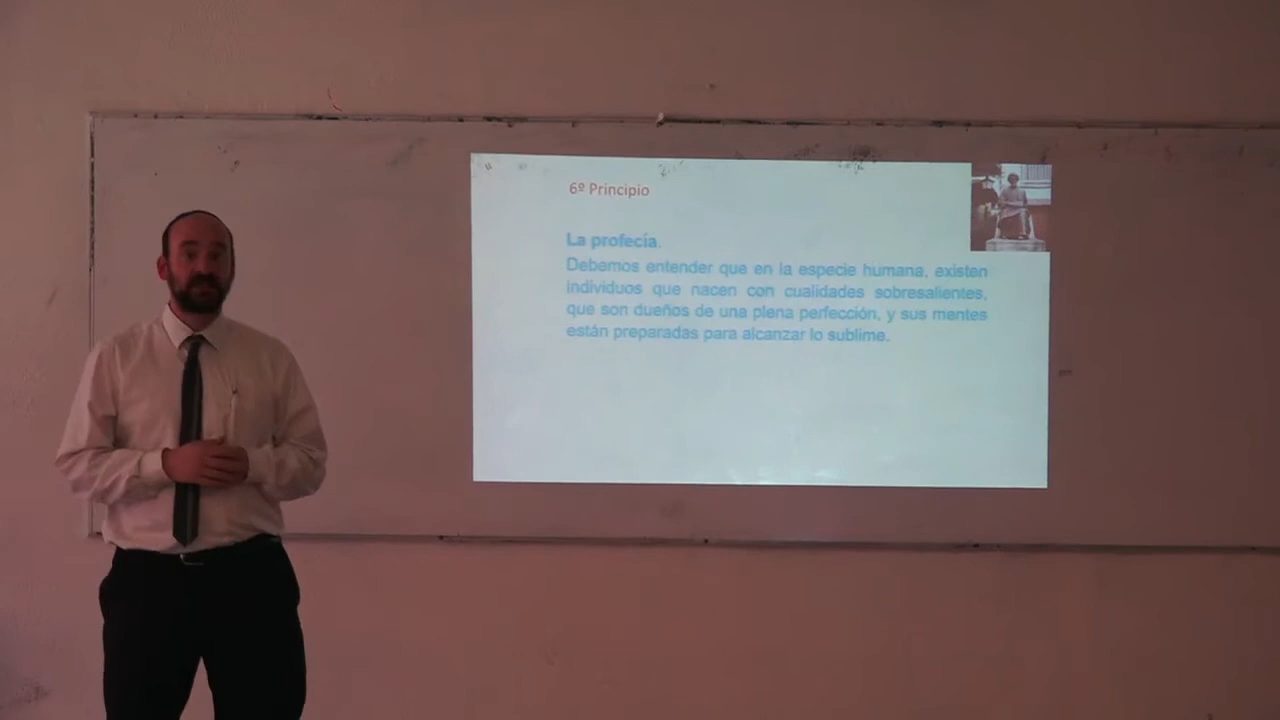 6º Principio
La profecía.
Debemos entender que en la especie humana, existen
individuos que nacen con cualidades sobresalientes,
que son dueños de una plena perfección, y sus mentes
están preparadas para alcanzar lo sublime.